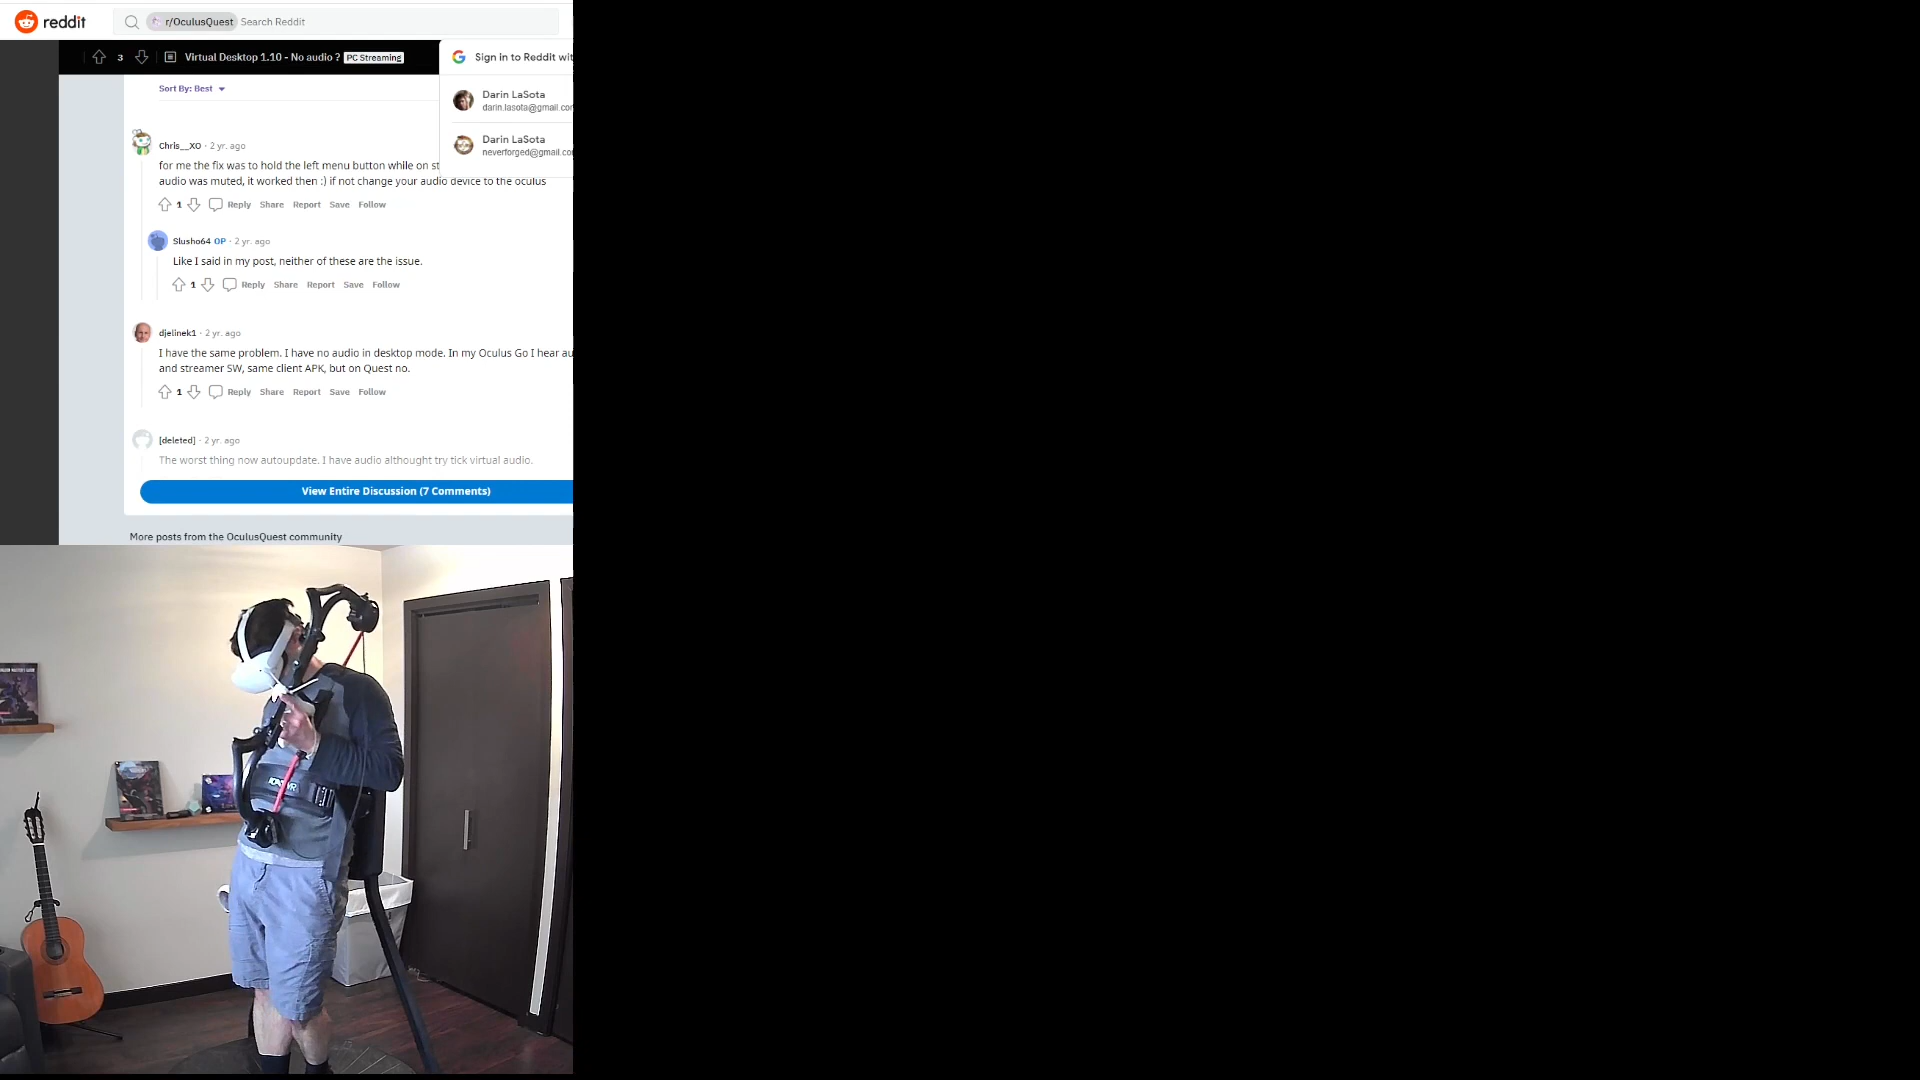 reddit
r/OculusQuest Search Reddit
3 Virtual Desktop 1.10 - No audio ? PC Streaming
Sign in to Reddit wit
Sort By: Best
Darin LaSota
darin.lasota@gmail.cor
Darin LaSota
neverforged@gmail.co
Chris__XO · 2 yr. ago
for me the fix was to hold the left menu button while on st
audio was muted, it worked then :) if not change your audio device to the oculus
1 Reply Share Report Save Follow
Slusho64 OP · 2 yr. ago
Like I said in my post, neither of these are the issue.
1 Reply Share Report Save Follow
djelinek1 · 2 yr. ago
I have the same problem. I have no audio in desktop mode. In my Oculus Go I hear au
and streamer SW, same client APK, but on Quest no.
1 Reply Share Report Save Follow
[deleted] · 2 yr. ago
The worst thing now autoupdate. I have audio althought try tick virtual audio.
View Entire Discussion (7 Comments)
More posts from the OculusQuest community